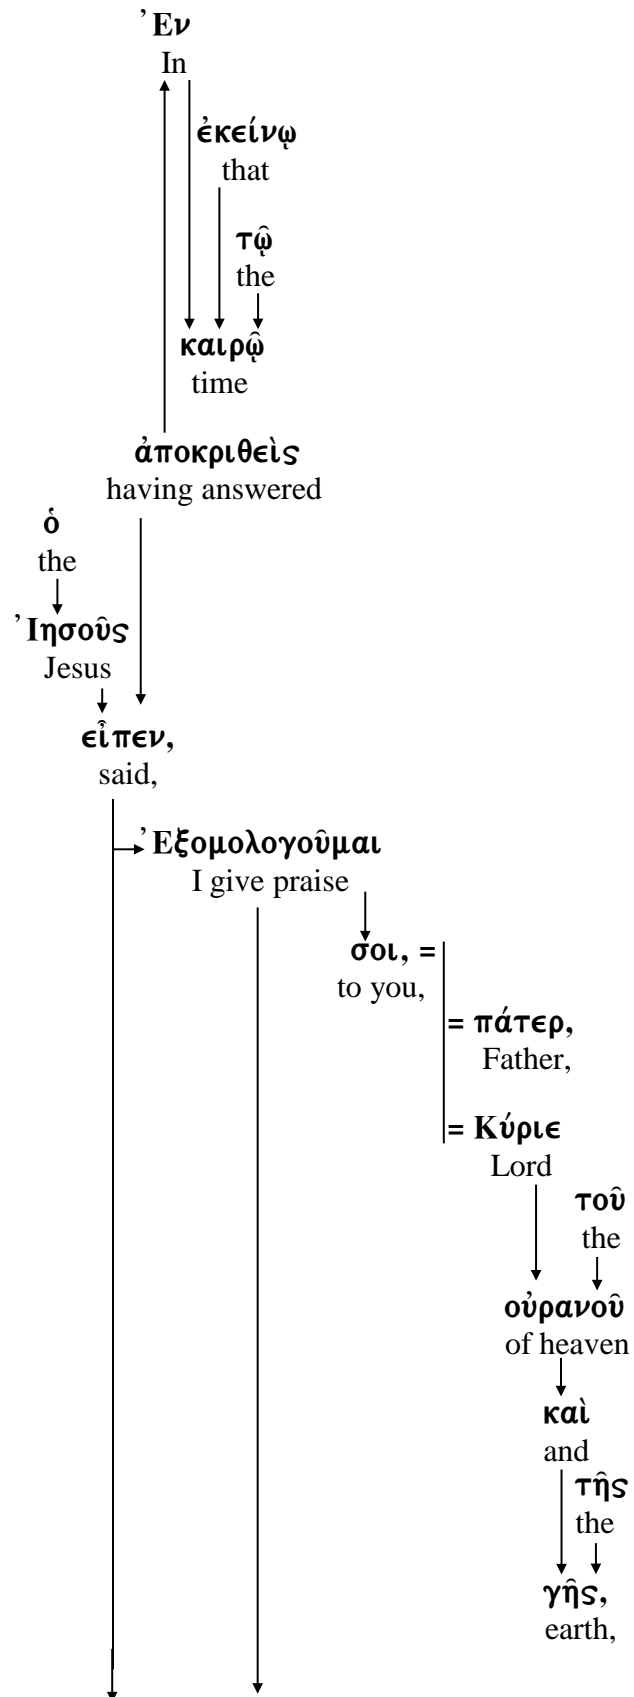 Ἐν
In
ἐκείνῳ
that
τῷ
the
καιρῷ
time
ἀποκριθεὶς
having answered
ὁ
the
Ἰησοῦς
Jesus
εἶπεν,
said,
Ἐξομολογοῦμαι
I give praise
σοι, =
to you,
= πάτερ,
Father,
= Κύριε
Lord
τοῦ
the
οὐρανοῦ
of heaven
καὶ
and
τῆς
the
γῆς,
earth,